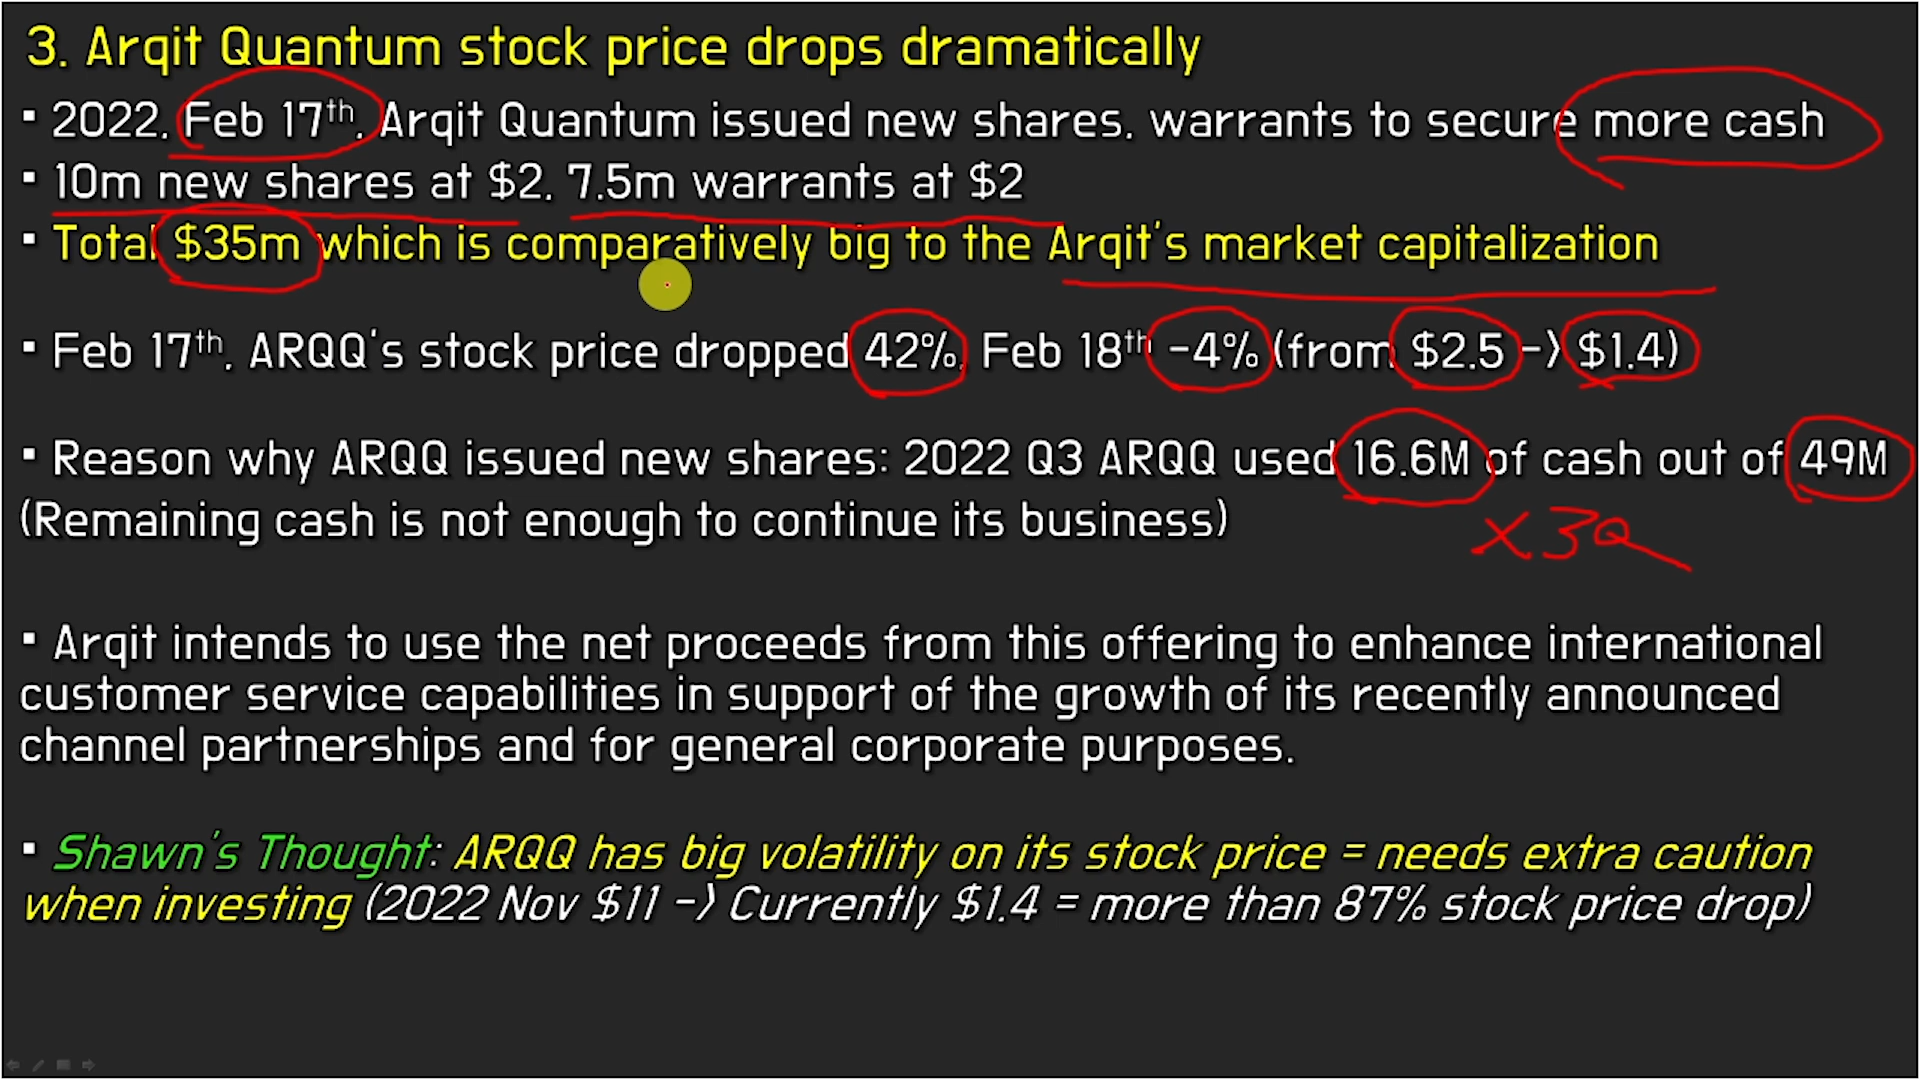 3. Arqit Quantum stock price drops dramatically
▪ 2022, Feb 17th, Arqit Quantum issued new shares, warrants to secure more cash
▪ 10m new shares at $2, 7.5m warrants at $2
▪ Total $35m which is comparatively big to the Arqit's market capitalization
▪ Feb 17th, ARQQ's stock price dropped 42%, Feb 18th -4% (from $2.5 -> $1.4)
▪ Reason why ARQQ issued new shares: 2022 Q3 ARQQ used 16.6M of cash out of 49M
(Remaining cash is not enough to continue its business)
x3Q
▪ Arqit intends to use the net proceeds from this offering to enhance international
customer service capabilities in support of the growth of its recently announced
channel partnerships and for general corporate purposes.
▪ Shawn's Thought: ARQQ has big volatility on its stock price = needs extra caution
when investing (2022 Nov $11 -> Currently $1.4 = more than 87% stock price drop)